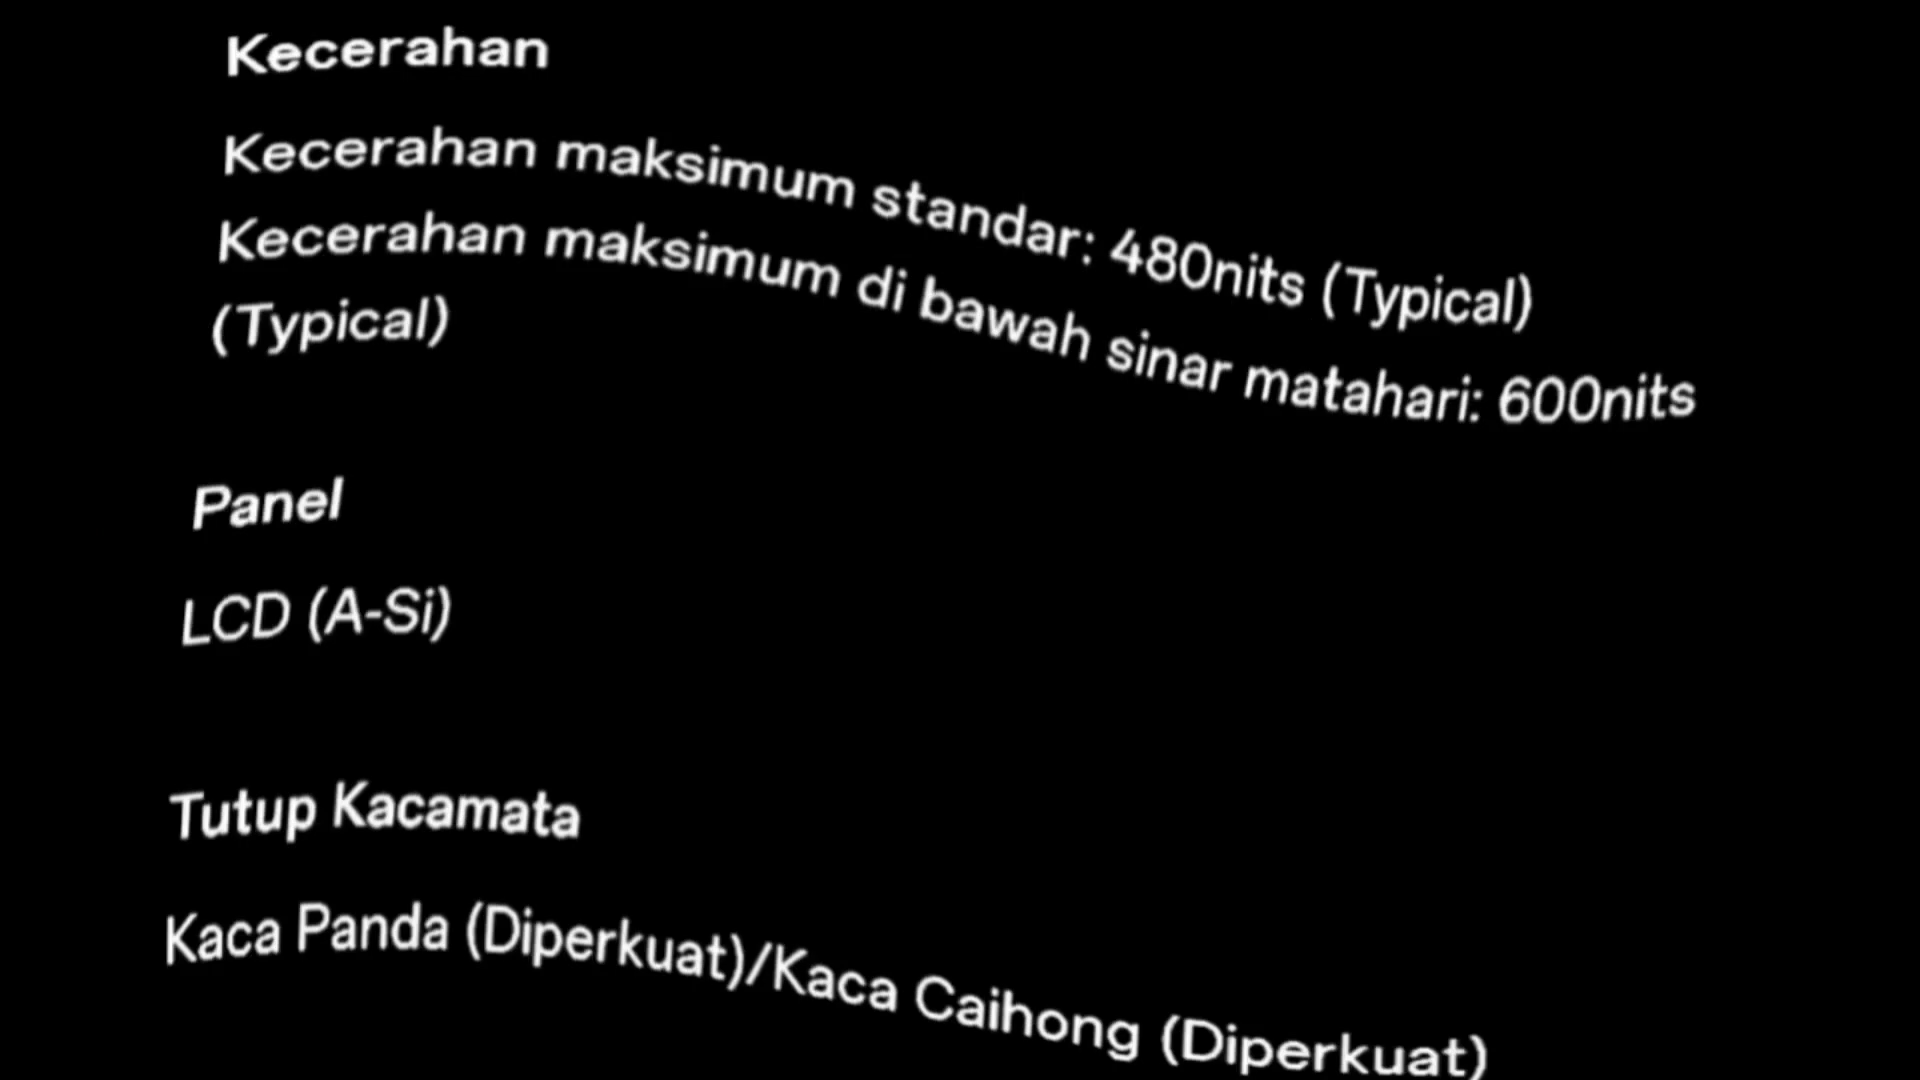 Kecerahan
Kecerahan maksimum standar: 480nits (Typical)
Kecerahan maksimum di bawah sinar matahari: 600nits
(Typical)
Panel
LCD (A-Si)
Tutup Kacamata
Kaca Panda (Diperkuat)/Kaca Caihong (Diperkuat)